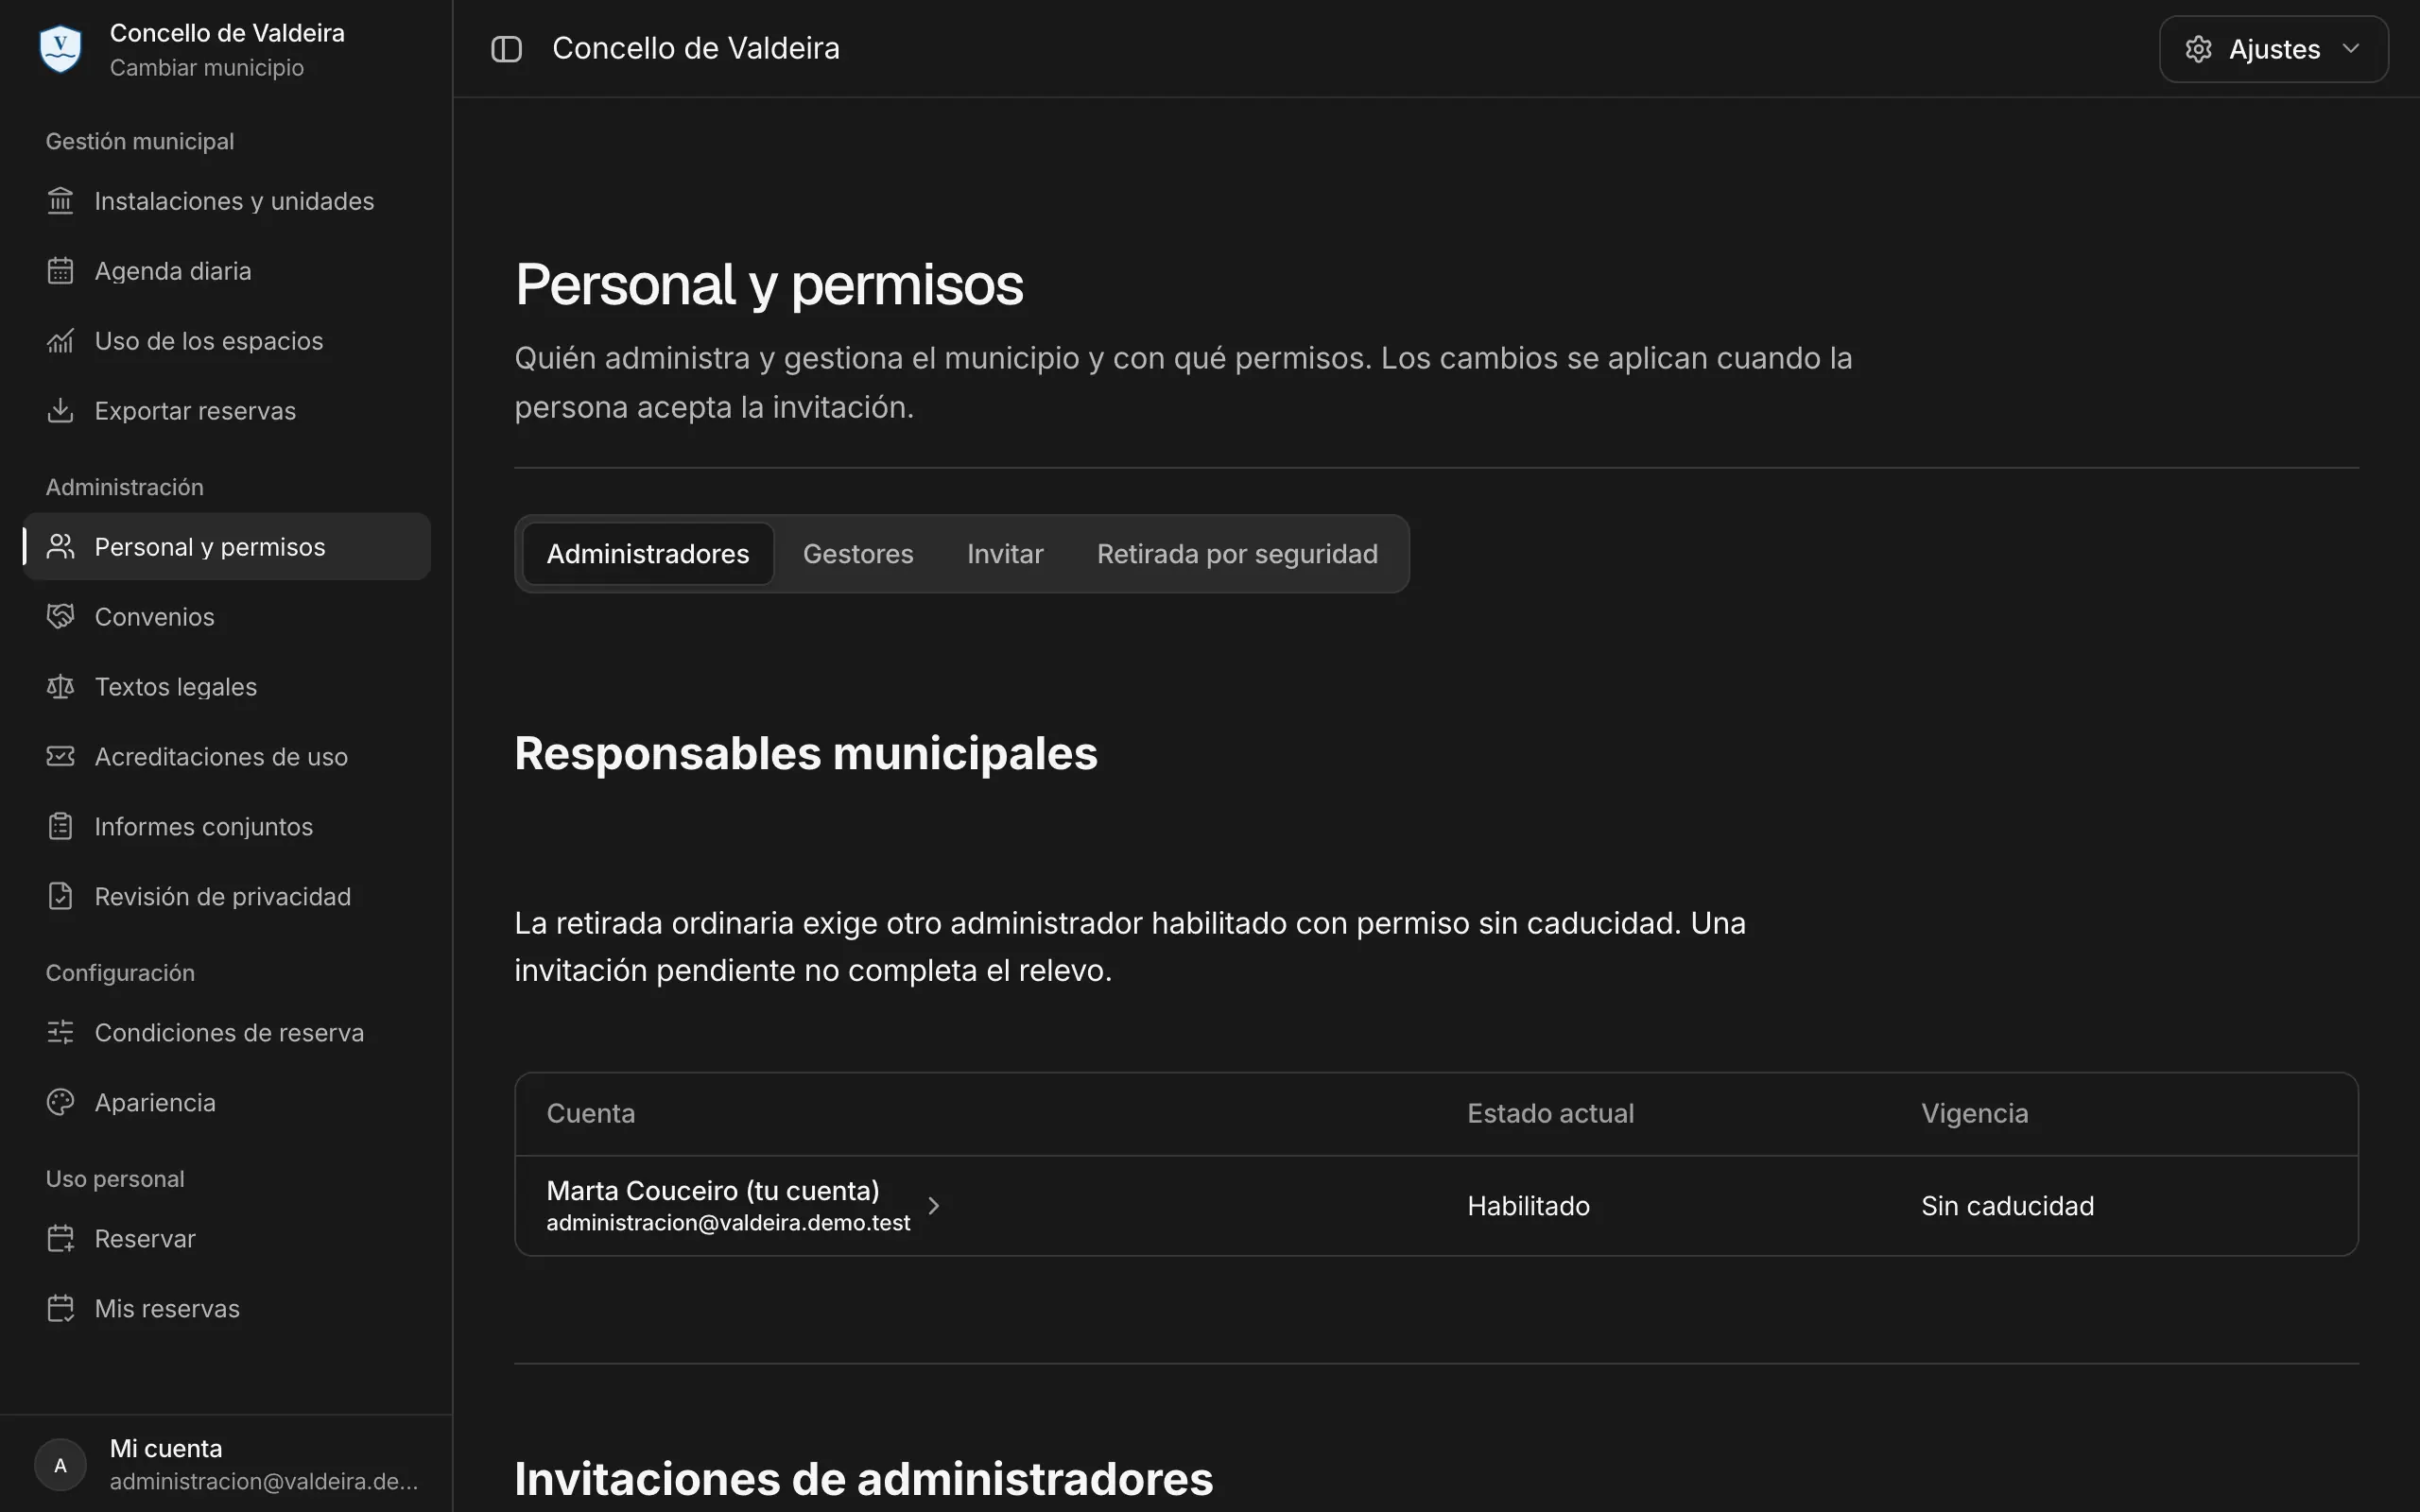 V
Concello de Valdeira
Cambiar municipio
Gestión municipal
Instalaciones y unidades
Agenda diaria
Uso de los espacios
Exportar reservas
Administración
Personal y permisos
Convenios
Textos legales
Acreditaciones de uso
Informes conjuntos
Revisión de privacidad
Configuración
Condiciones de reserva
Apariencia
Uso personal
Reservar
Mis reservas
A
Mi cuenta
administracion@valdeira.de...
Concello de Valdeira
Ajustes
Personal y permisos
Quién administra y gestiona el municipio y con qué permisos. Los cambios se aplican cuando la
persona acepta la invitación.
Administradores
Gestores
Invitar
Retirada por seguridad
Responsables municipales
La retirada ordinaria exige otro administrador habilitado con permiso sin caducidad. Una
invitación pendiente no completa el relevo.
Cuenta
Estado actual
Vigencia
Marta Couceiro (tu cuenta)
administracion@valdeira.demo.test
Habilitado
Sin caducidad
Invitaciones de administradores